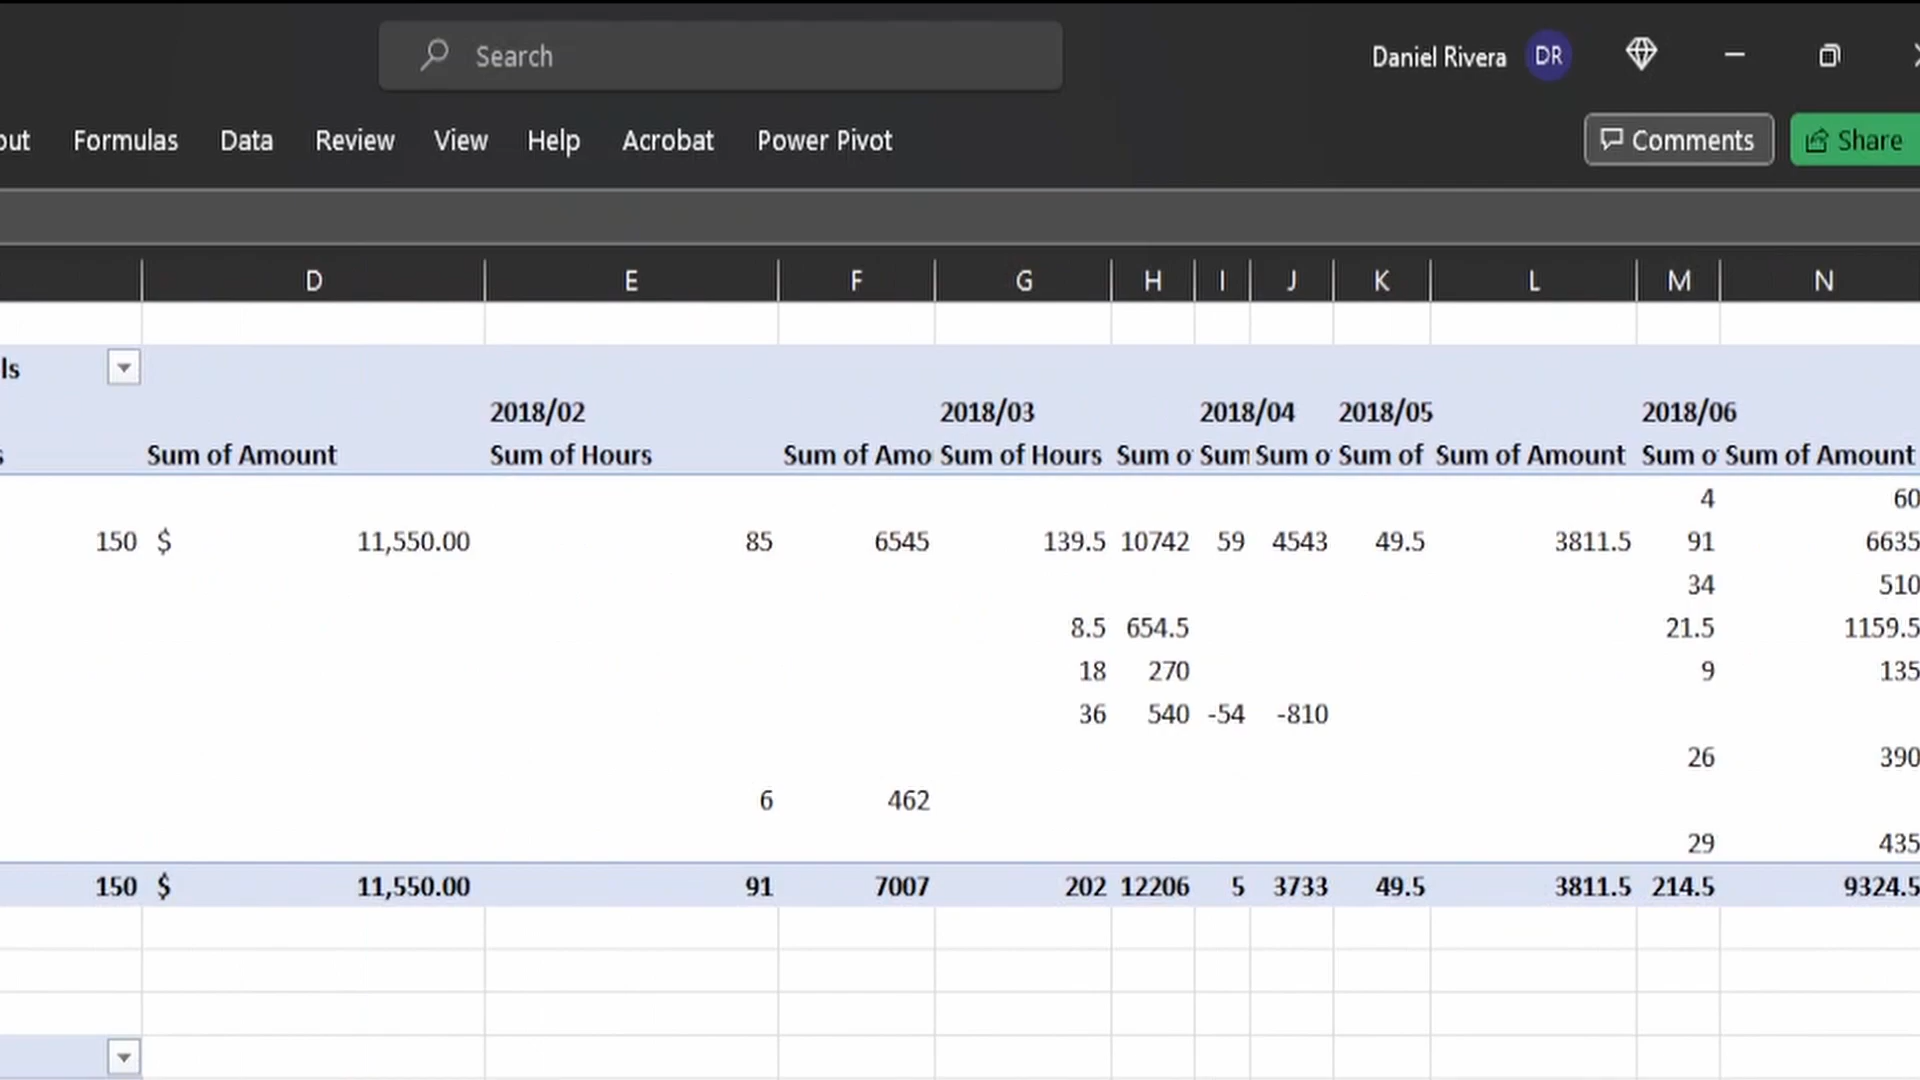 Search
Daniel Rivera DR
out Formulas Data Review View Help Acrobat Power Pivot Comments Share
D E F G H I J K L M N
ls
2018/02 2018/03 2018/04 2018/05 2018/06
s Sum of Amount Sum of Hours Sum of Amo Sum of Hours Sum o Sum Sum o Sum of Sum of Amount Sum o Sum of Amount
4 60
150 $ 11,550.00 85 6545 139.5 10742 59 4543 49.5 3811.5 91 6635
34 510
8.5 654.5 21.5 1159.5
18 270 9 135
36 540 -54 -810
26 390
6 462
29 435
150 $ 11,550.00 91 7007 202 12206 5 3733 49.5 3811.5 214.5 9324.5